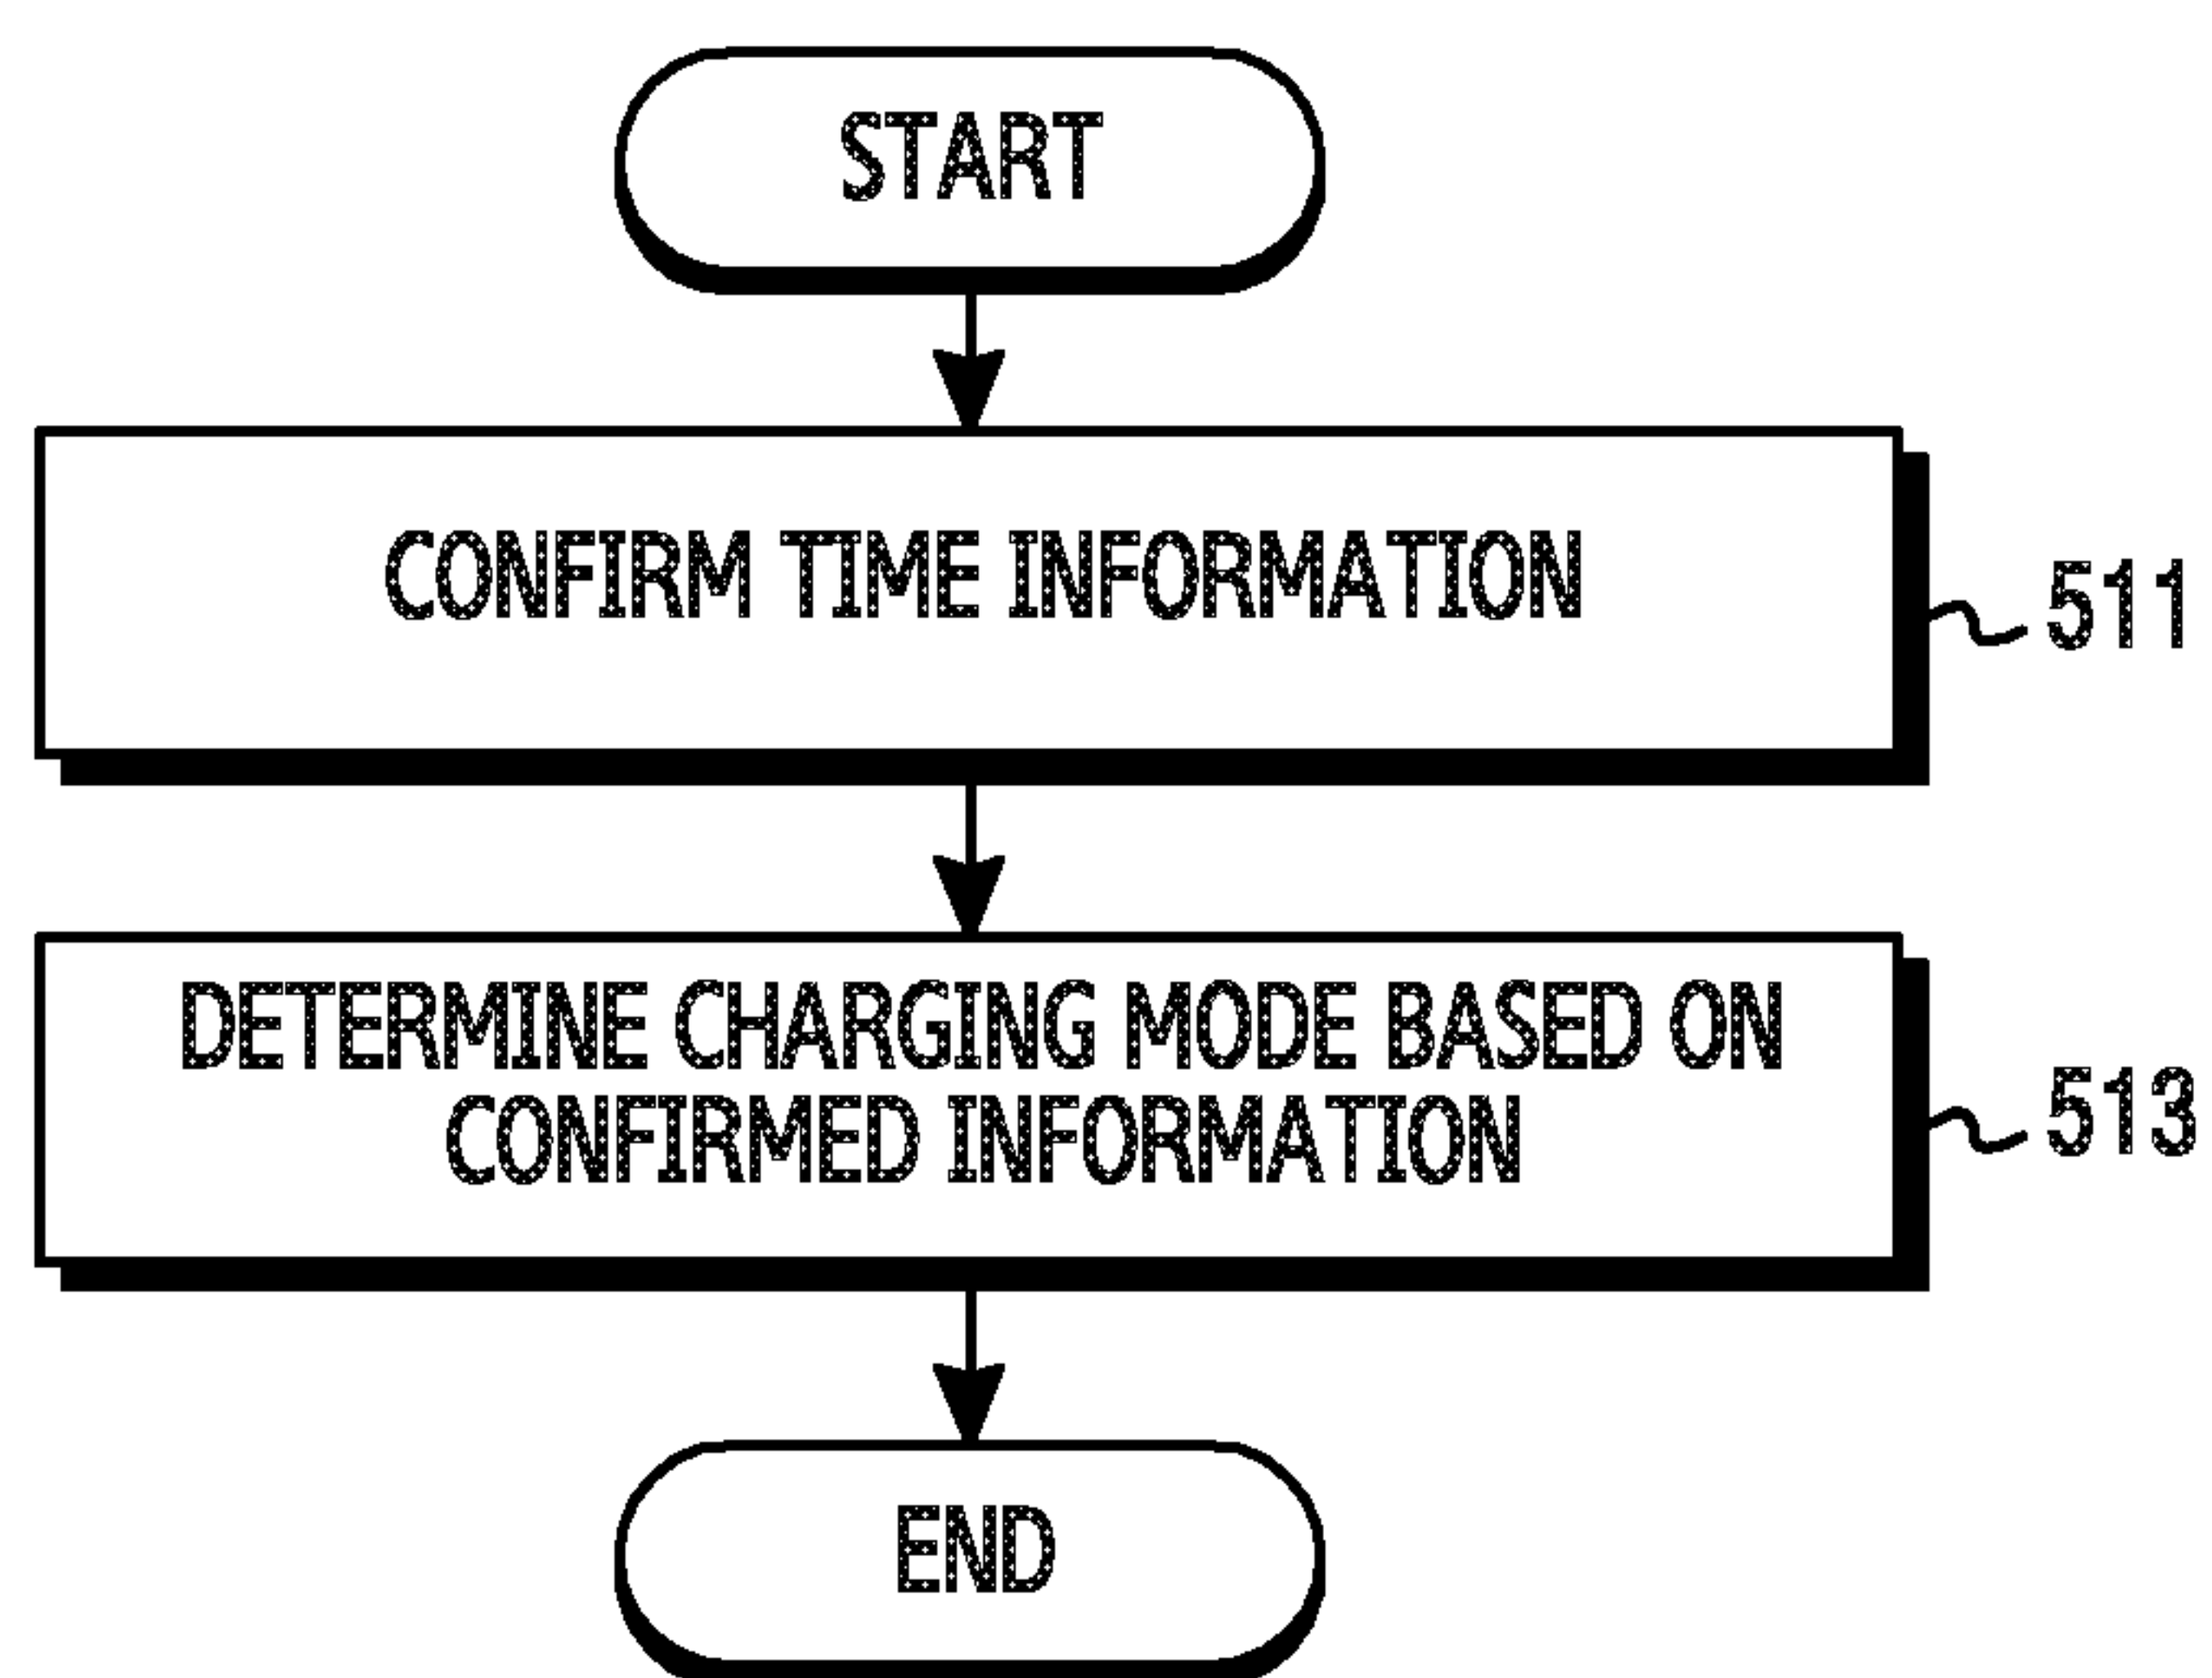 START
CONFIRM TIME INFORMATION
511
DETERMINE CHARGING MODE BASED ON
CONFIRMED INFORMATION
513
END